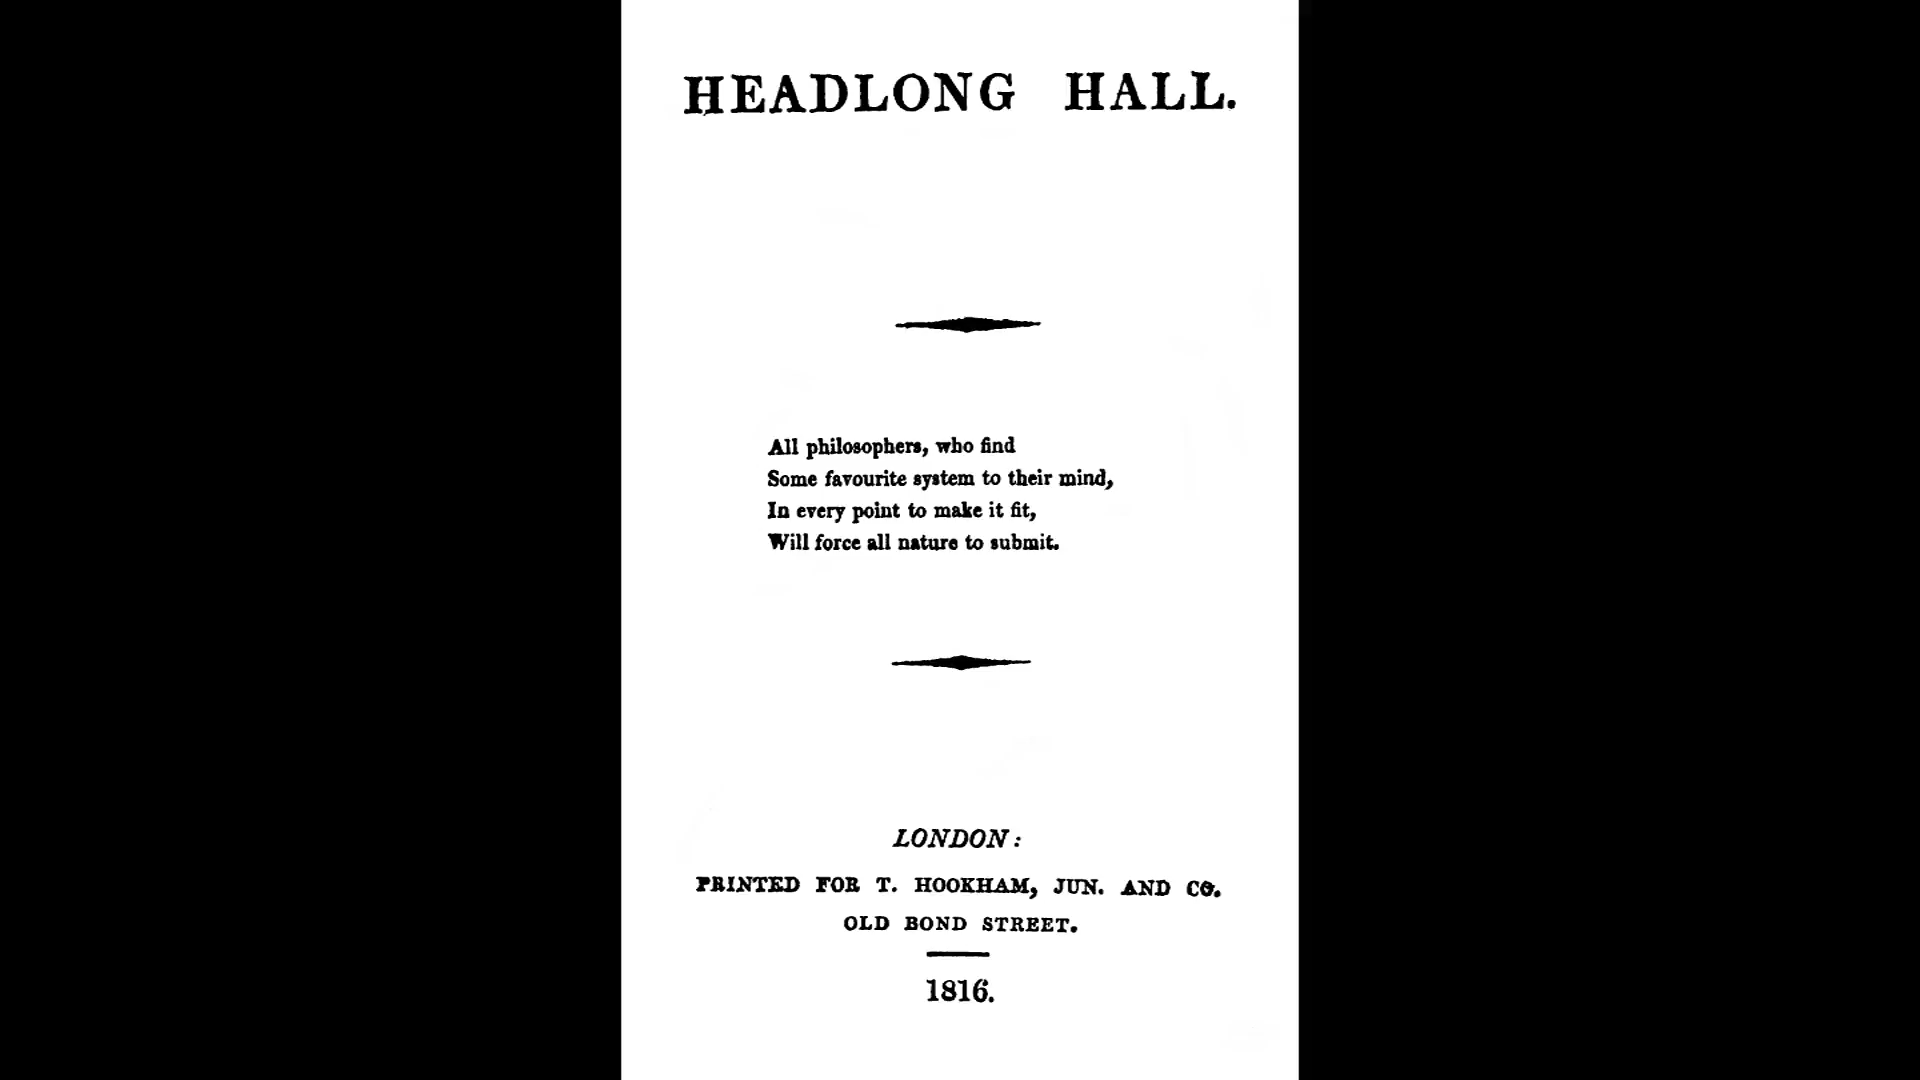 HEADLONG HALL.
All philosophers, who find
Some favourite system to their mind,
In every point to make it fit,
Will force all nature to submit.
LONDON:
PRINTED FOR T. HOOKHAM, JUN. AND CO.
OLD BOND STREET.
1816.